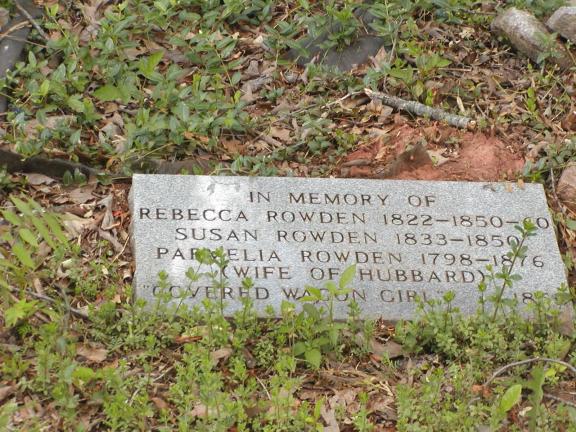 IN MEMORY OF
REBECCA ROWDEN 1822-1850-60
SUSAN ROWDEN 1833-1850
PARMELIA ROWDEN 1798-1876
(WIFE OF HUBBARD)
"COVERED WAGON GIRL